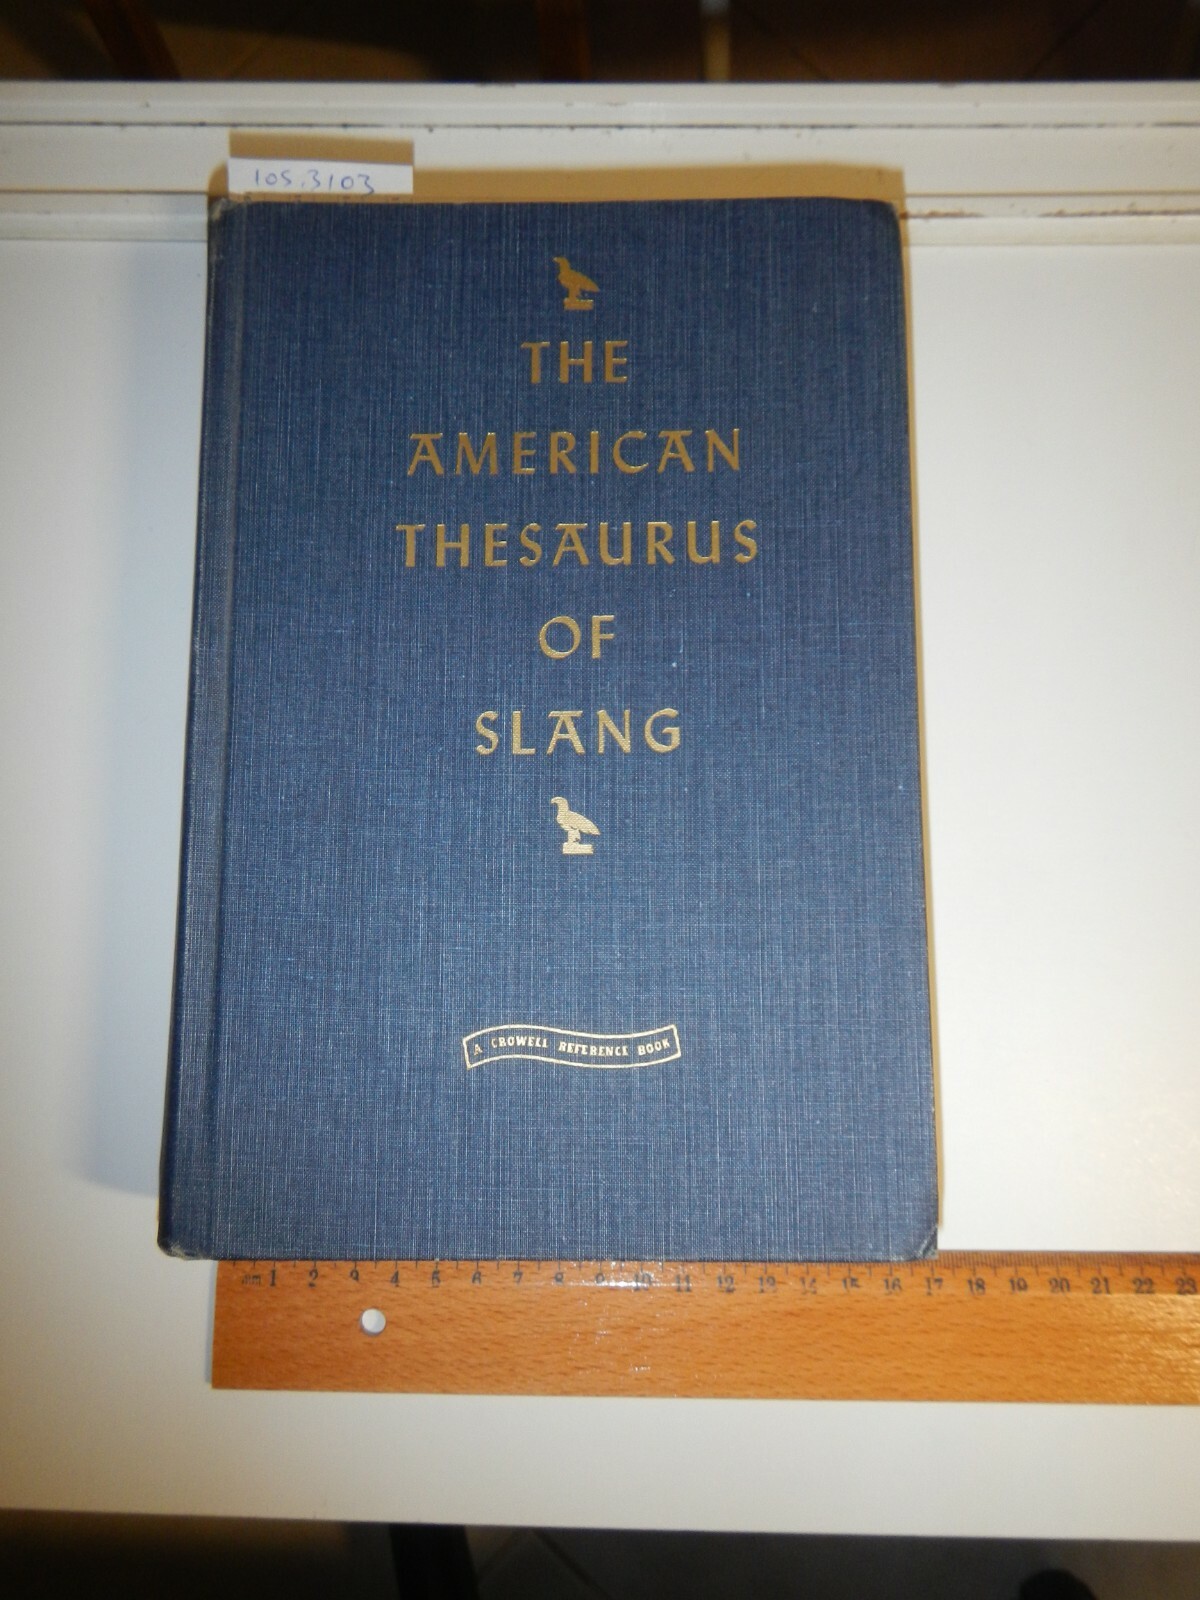 105.3103
THE
AMERICAN
THESAURUS
OF
SLANG
A CROWELL REFERENCE BOOK
mm 1 2 3 4 5 6 7 8 9 10 11 12 13 14 15 16 17 18 19 20 21 22 23